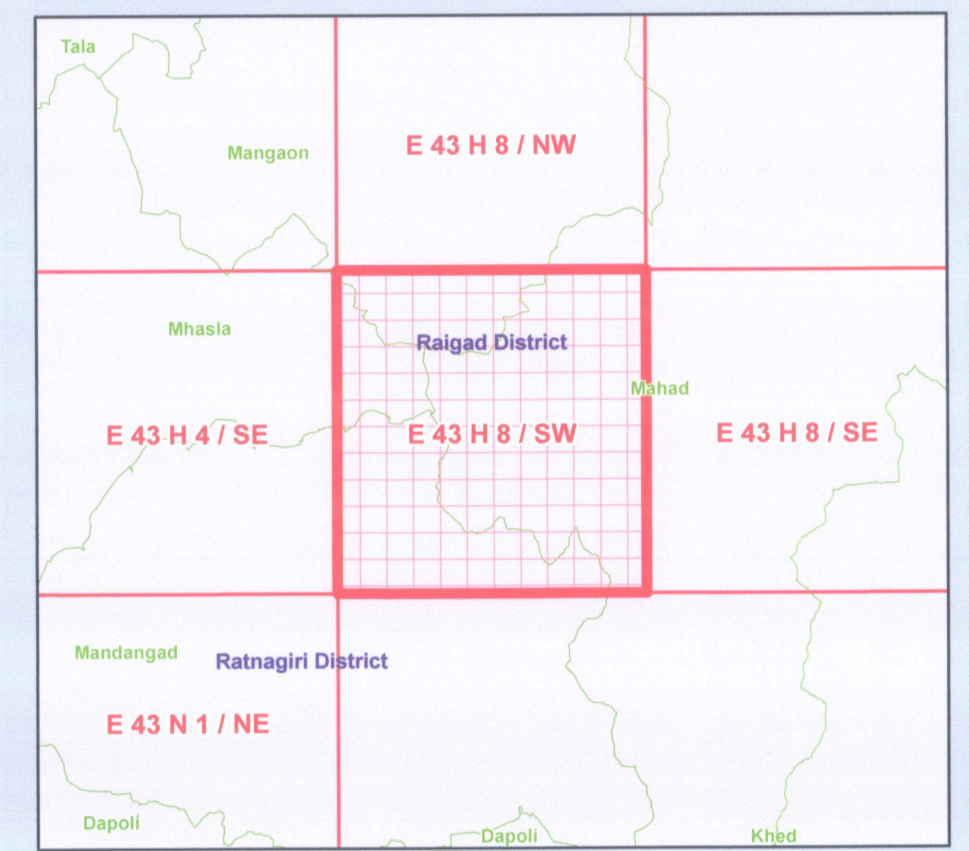 Tala
Mangaon
E 43 H 8 / NW
Mhasla
Raigad District
Mahad
E 43 H 4 / SE
E 43 H 8 / SW
E 43 H 8 / SE
Mandangad
Ratnagiri District
E 43 N 1 / NE
Dapoli
Dapoli
Khed